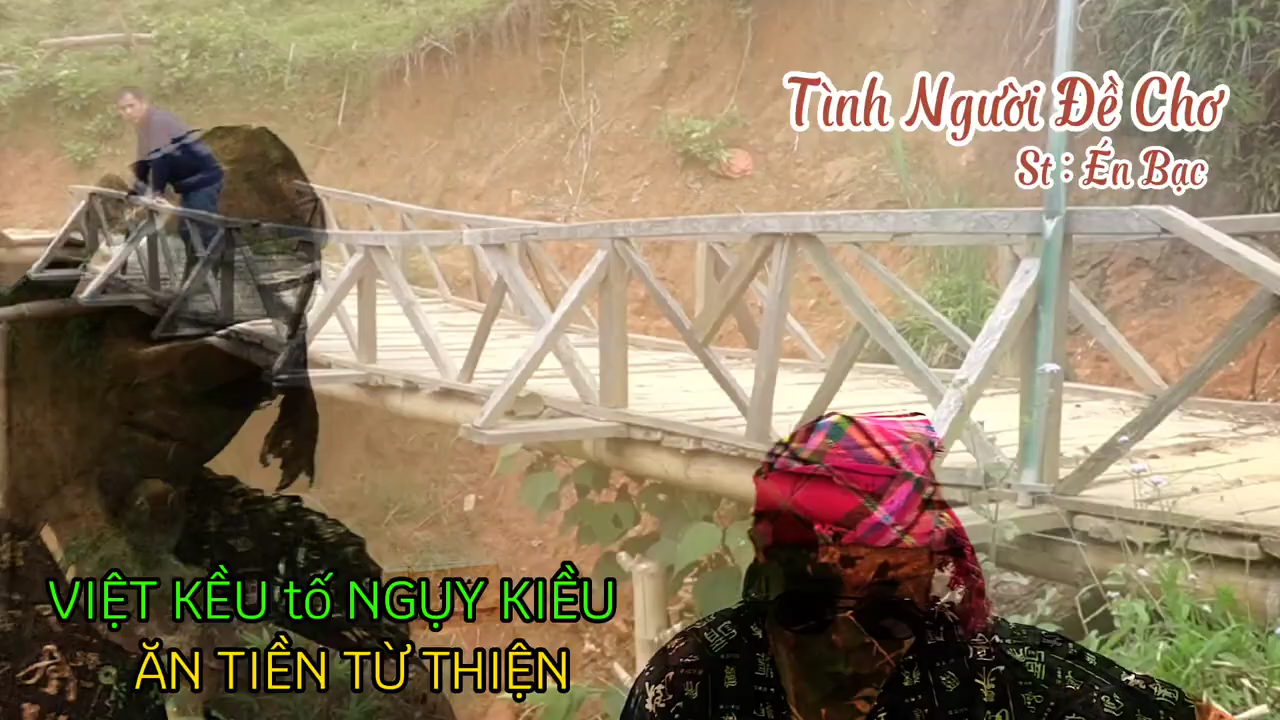 Tình Người Đề Chơ
St : Én Bạc
VIỆT KỀU tố NGỤY KIỀU
ĂN TIỀN TỪ THIỆN